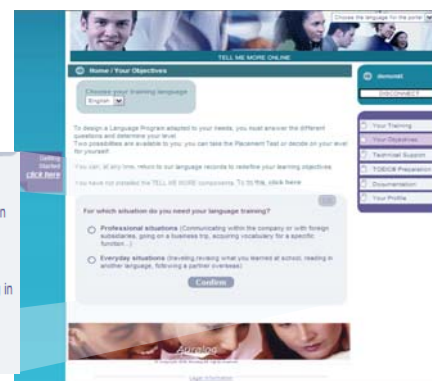 Choose the language for the portal
TELL ME MORE ONLINE
Home / Your Objectives
Choose your training language
English
To design a Language Program adapted to your needs, you must answer the different
questions and determine your level
Two possibilities are available to you: you can take the Placement Test or decide on your level
for yourself
You can, at any time, return to our language records to redefine your learning objectives
You have not installed the TELL ME MORE components. To fix this, click here
For which situation do you need your language training?
Professional situations (Communicating within the company or with foreign
subsidiaries, going on a business trip, acquiring vocabulary for a specific
function...)
Everyday situations (traveling, revising what you learned at school, reading in
another language, following a partner overseas)
Confirm
demonstr
DISCONNECT
Your Training
Your Objectives
Technical Support
TOEIC® Preparation
Documentation
Your Profile
Getting
Started
click here
n
in
Auralog
Legal Information